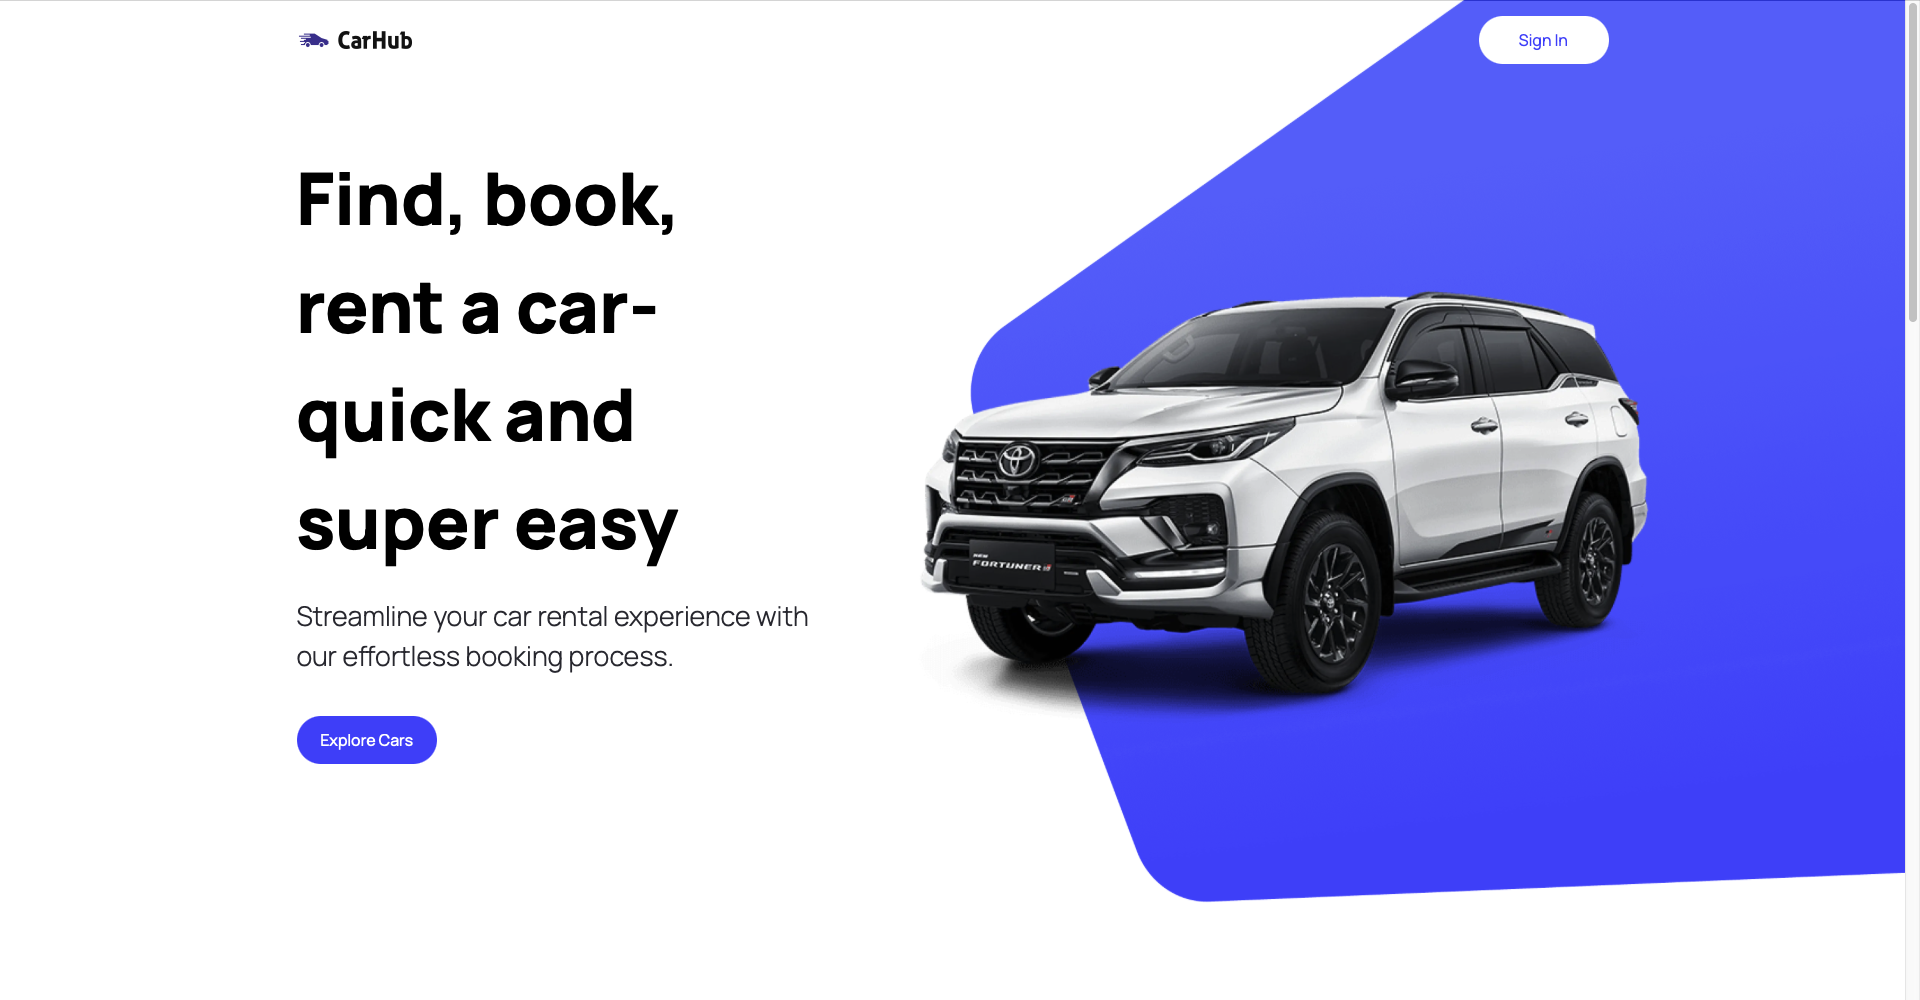 CarHub
Sign In
Find, book,
rent a car-
quick and
super easy
Streamline your car rental experience with
our effortless booking process.
Explore Cars
NEW
FORTUNER